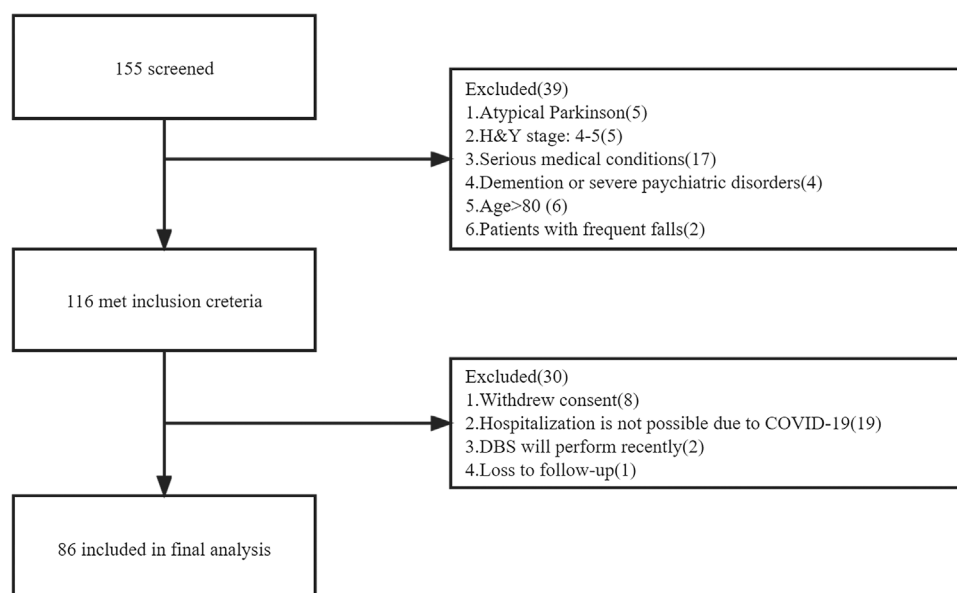 155 screened
Excluded(39)
1.Atypical Parkinson(5)
2.H&Y stage: 4-5(5)
3.Serious medical conditions(17)
4.Demention or severe paychiatric disorders(4)
5.Age>80 (6)
6.Patients with frequent falls(2)
116 met inclusion creteria
Excluded(30)
1.Withdrew consent(8)
2.Hospitalization is not possible due to COVID-19(19)
3.DBS will perform recently(2)
4.Loss to follow-up(1)
86 included in final analysis